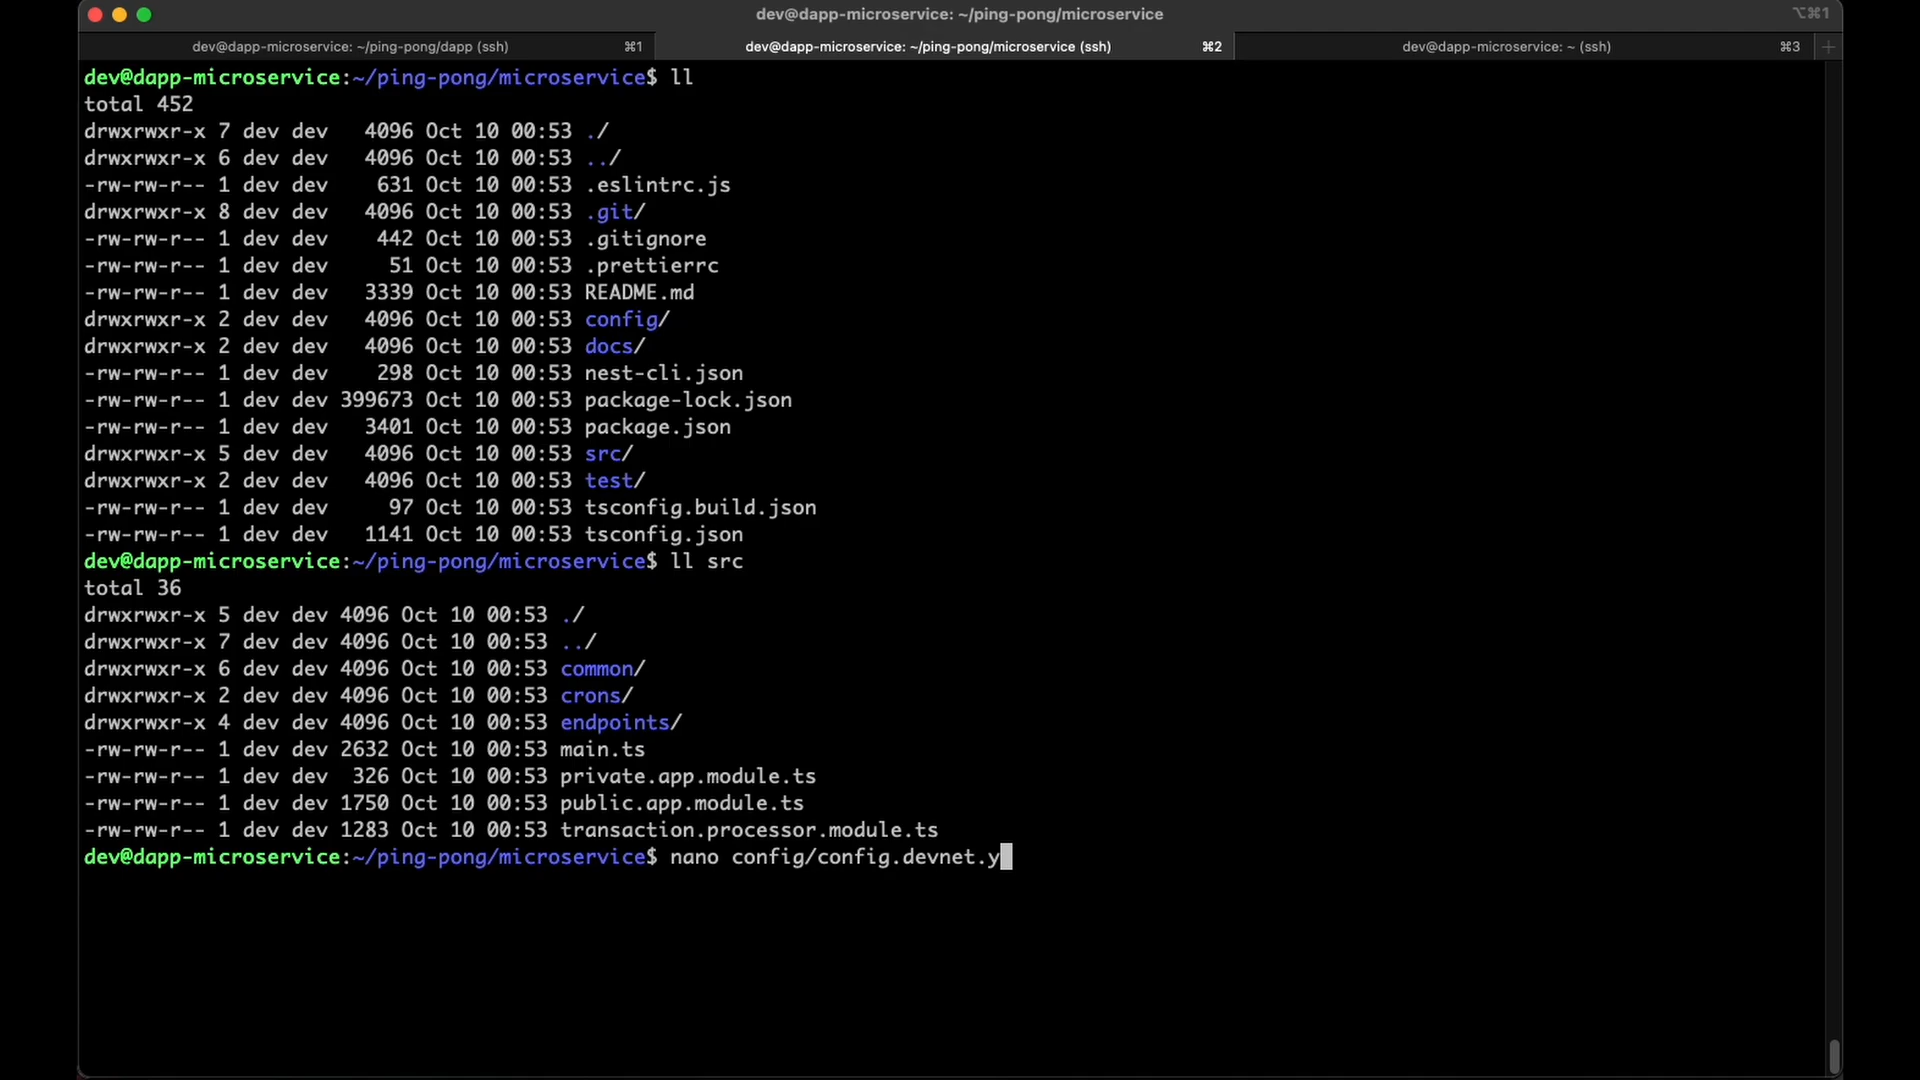 dev@dapp-microservice: ~/ping-pong/microservice
⌥⌘1
dev@dapp-microservice: ~/ping-pong/dapp (ssh) ⌘1
dev@dapp-microservice: ~/ping-pong/microservice (ssh) ⌘2
dev@dapp-microservice: ~ (ssh) ⌘3 +
dev@dapp-microservice:~/ping-pong/microservice$ ll
total 452
drwxrwxr-x 7 dev dev   4096 Oct 10 00:53 ./
drwxrwxr-x 6 dev dev   4096 Oct 10 00:53 ../
-rw-rw-r-- 1 dev dev    631 Oct 10 00:53 .eslintrc.js
drwxrwxr-x 8 dev dev   4096 Oct 10 00:53 .git/
-rw-rw-r-- 1 dev dev    442 Oct 10 00:53 .gitignore
-rw-rw-r-- 1 dev dev     51 Oct 10 00:53 .prettierrc
-rw-rw-r-- 1 dev dev   3339 Oct 10 00:53 README.md
drwxrwxr-x 2 dev dev   4096 Oct 10 00:53 config/
drwxrwxr-x 2 dev dev   4096 Oct 10 00:53 docs/
-rw-rw-r-- 1 dev dev    298 Oct 10 00:53 nest-cli.json
-rw-rw-r-- 1 dev dev 399673 Oct 10 00:53 package-lock.json
-rw-rw-r-- 1 dev dev   3401 Oct 10 00:53 package.json
drwxrwxr-x 5 dev dev   4096 Oct 10 00:53 src/
drwxrwxr-x 2 dev dev   4096 Oct 10 00:53 test/
-rw-rw-r-- 1 dev dev     97 Oct 10 00:53 tsconfig.build.json
-rw-rw-r-- 1 dev dev   1141 Oct 10 00:53 tsconfig.json
dev@dapp-microservice:~/ping-pong/microservice$ ll src
total 36
drwxrwxr-x 5 dev dev 4096 Oct 10 00:53 ./
drwxrwxr-x 7 dev dev 4096 Oct 10 00:53 ../
drwxrwxr-x 6 dev dev 4096 Oct 10 00:53 common/
drwxrwxr-x 2 dev dev 4096 Oct 10 00:53 crons/
drwxrwxr-x 4 dev dev 4096 Oct 10 00:53 endpoints/
-rw-rw-r-- 1 dev dev 2632 Oct 10 00:53 main.ts
-rw-rw-r-- 1 dev dev  326 Oct 10 00:53 private.app.module.ts
-rw-rw-r-- 1 dev dev 1750 Oct 10 00:53 public.app.module.ts
-rw-rw-r-- 1 dev dev 1283 Oct 10 00:53 transaction.processor.module.ts
dev@dapp-microservice:~/ping-pong/microservice$ nano config/config.devnet.y